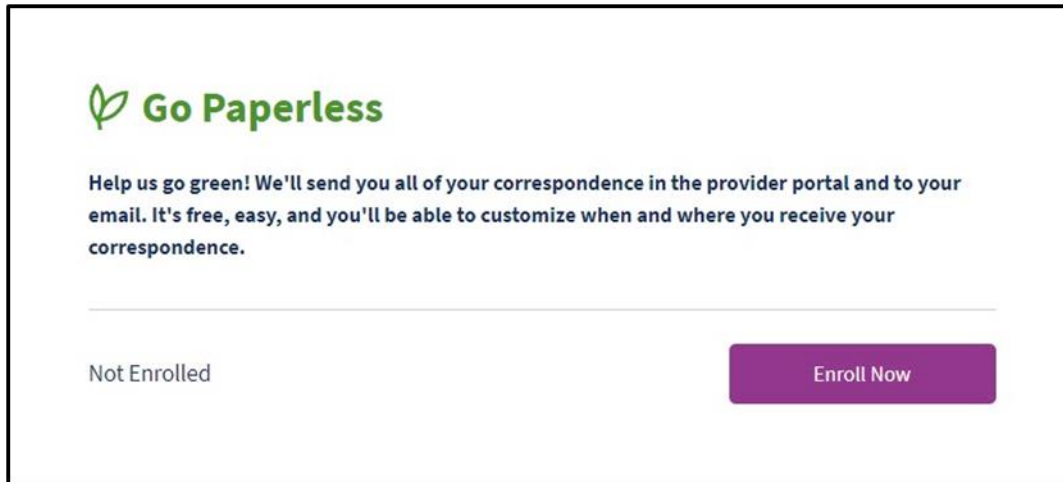 Go Paperless
Help us go green! We'll send you all of your correspondence in the provider portal and to your
email. It's free, easy, and you'll be able to customize when and where you receive your
correspondence.
Not Enrolled
Enroll Now